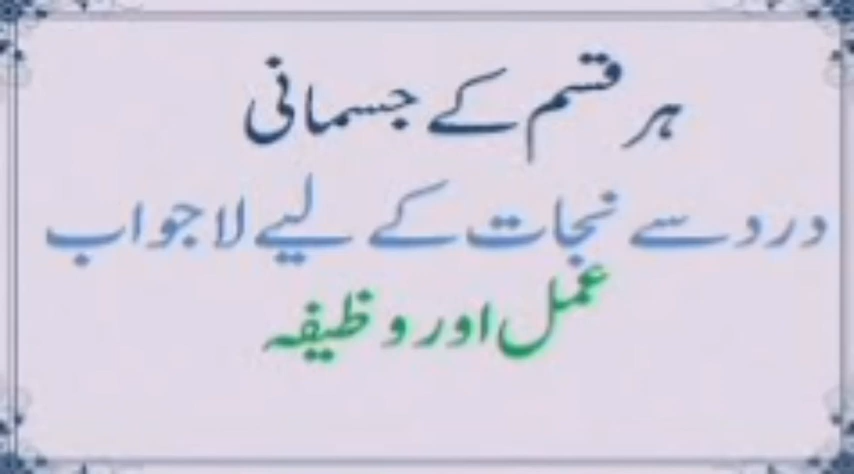 ہر قسم کے جسمانی
درد سے نجات کے لیے لاجواب
عمل اور وظیفہ